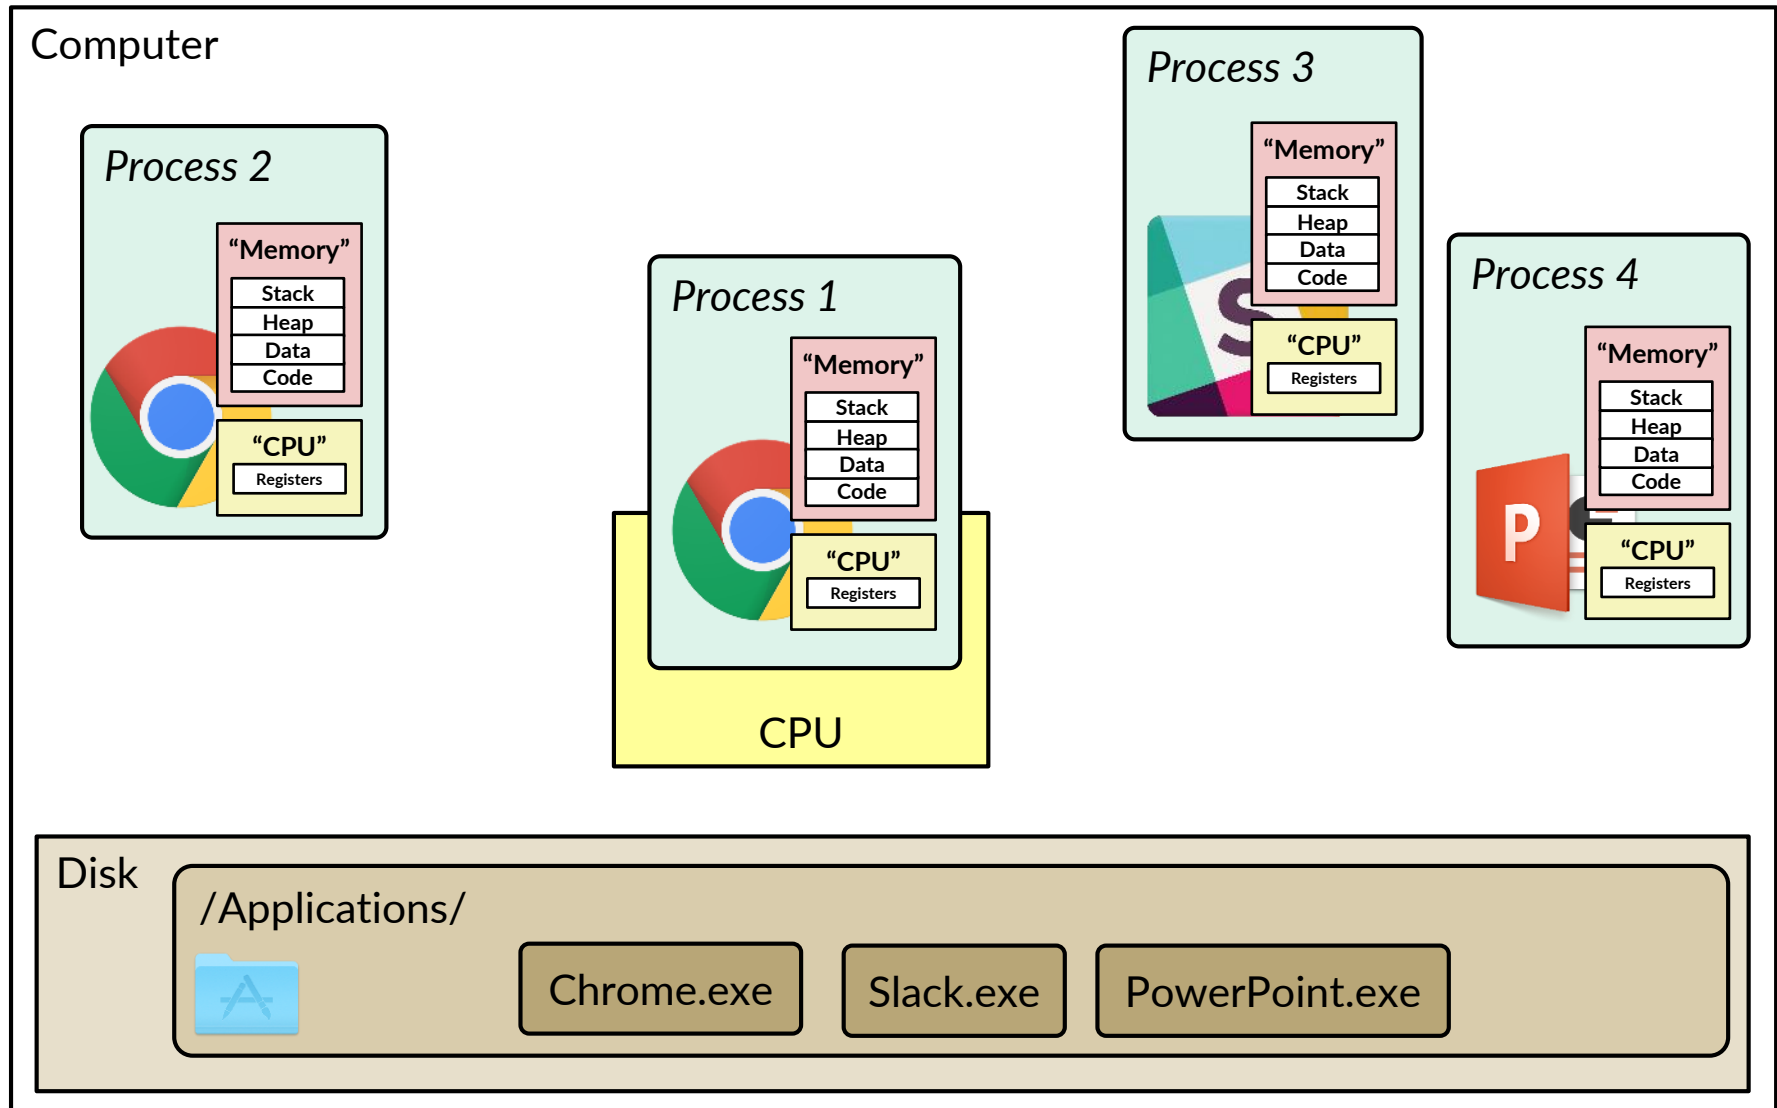 Computer
Process 2
“Memory”
Stack
Heap
Data
Code
“CPU”
Registers
Process 1
“Memory”
Stack
Heap
Data
Code
“CPU”
Registers
CPU
Process 3
“Memory”
Stack
Heap
Data
Code
S
“CPU”
Registers
Process 4
“Memory”
Stack
Heap
Data
Code
P
“CPU”
Registers
Disk
/Applications/
Chrome.exe
Slack.exe
PowerPoint.exe